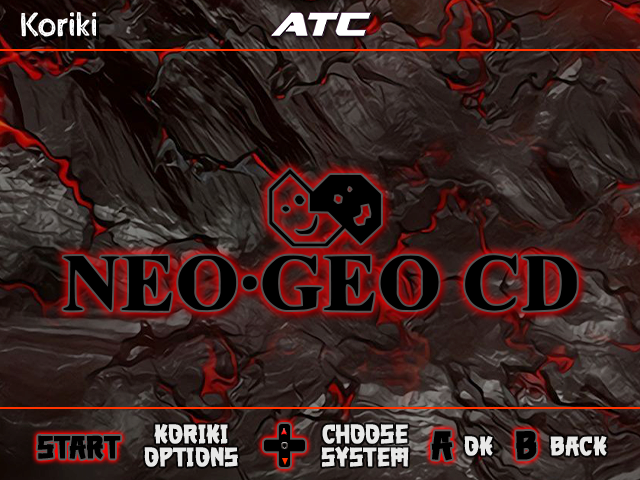 Koriki
ATC
NEO·GEO CD
START
KORIKI
OPTIONS
CHOOSE
SYSTEM
A OK
B BACK